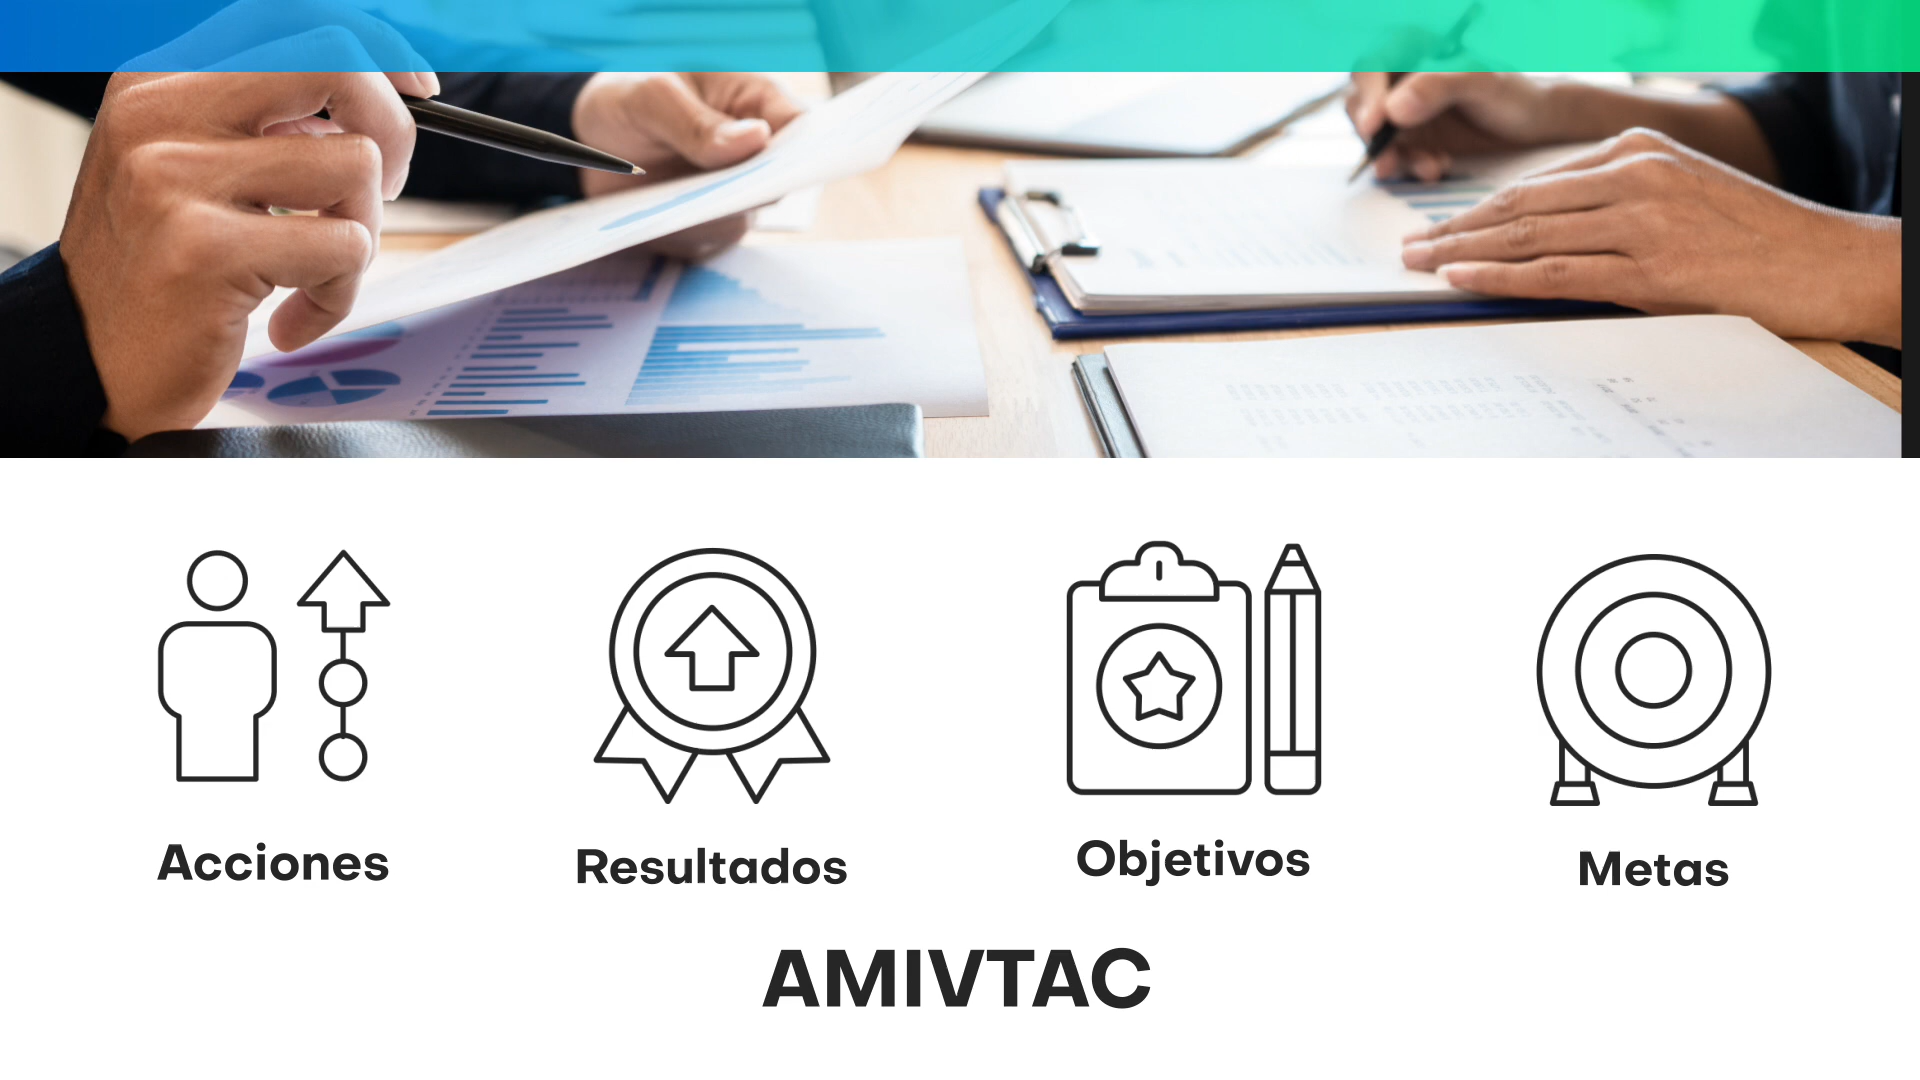 Acciones
Resultados
Objetivos
Metas
AMIVTAC